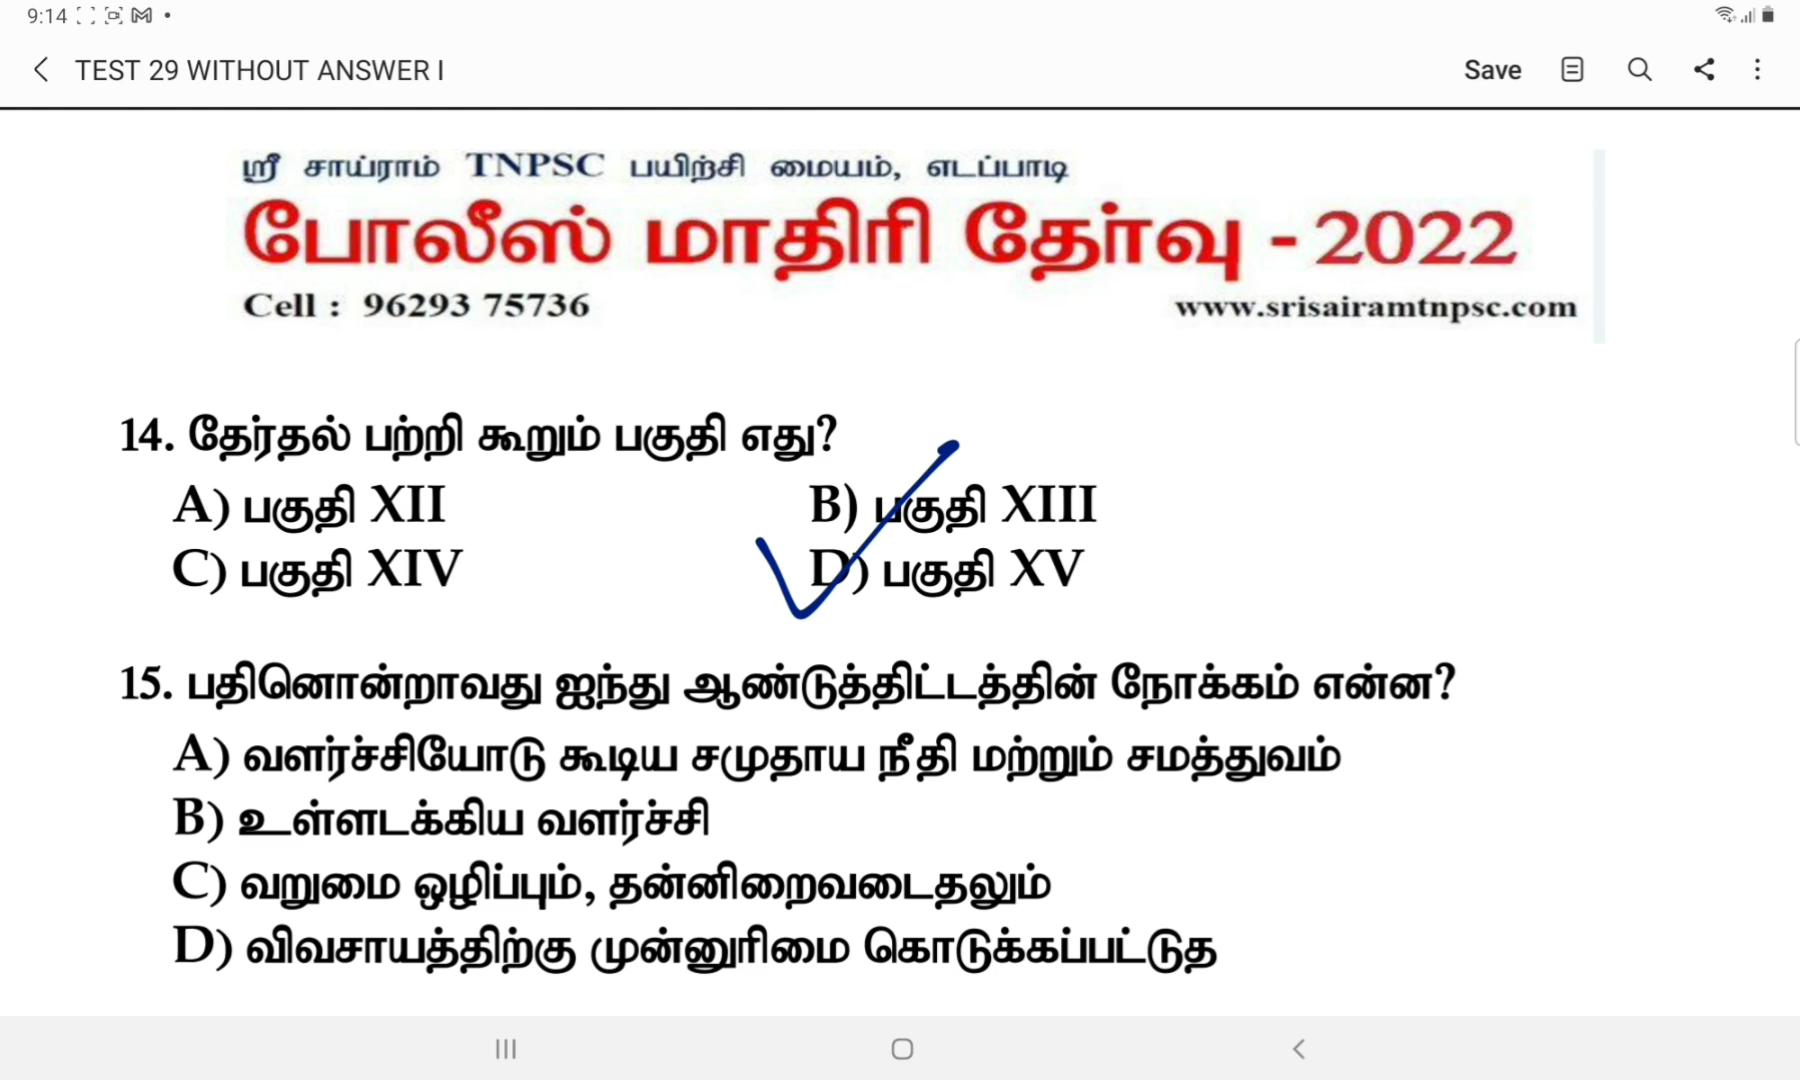 9:14
TEST 29 WITHOUT ANSWER I
Save
ஸ்ரீ சாய்ராம் TNPSC பயிற்சி மையம், எடப்பாடி
போலீஸ் மாதிரி தேர்வு - 2022
Cell : 96293 75736
www.srisairamtnpsc.com
14. தேர்தல் பற்றி கூறும் பகுதி எது?
A) பகுதி XII
B) பகுதி XIII
C) பகுதி XIV
D) பகுதி XV
15. பதினொன்றாவது ஐந்து ஆண்டுத்திட்டத்தின் நோக்கம் என்ன?
A) வளர்ச்சியோடு கூடிய சமுதாய நீதி மற்றும் சமத்துவம்
B) உள்ளடக்கிய வளர்ச்சி
C) வறுமை ஒழிப்பும், தன்னிறைவடைதலும்
D) விவசாயத்திற்கு முன்னுரிமை கொடுக்கப்பட்டுத